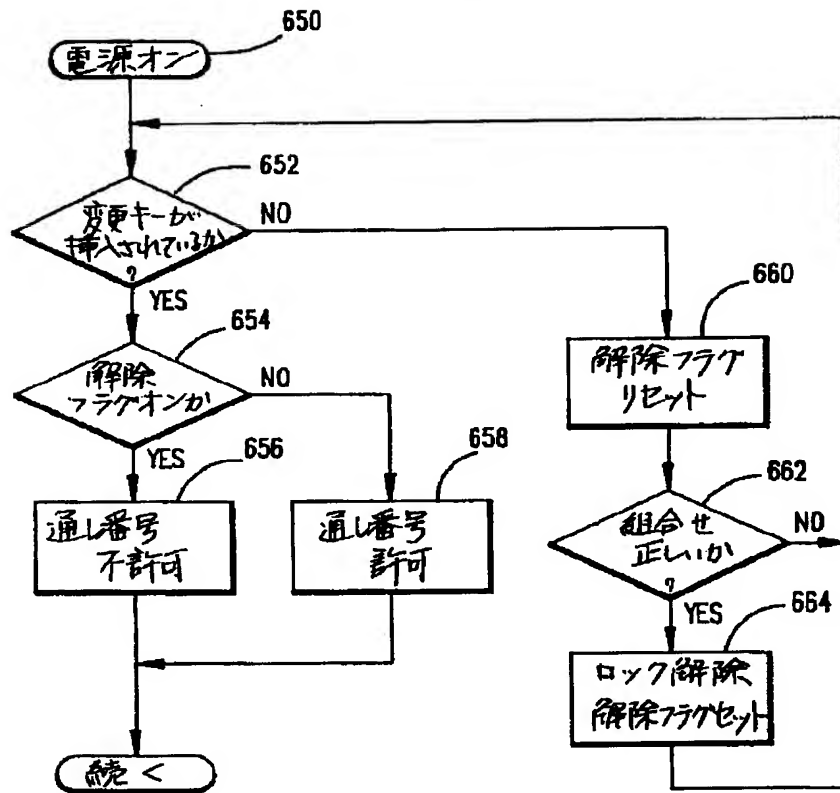 電源オン
650
652
変更キーが
挿入されているか
?
NO
YES
654
解除
フラグオンか
NO
YES
656
通し番号
不許可
658
通し番号
許可
続く
660
解除フラグ
リセット
662
組合せ
正しいか
?
NO
YES
664
ロック解除、
解除フラグセット